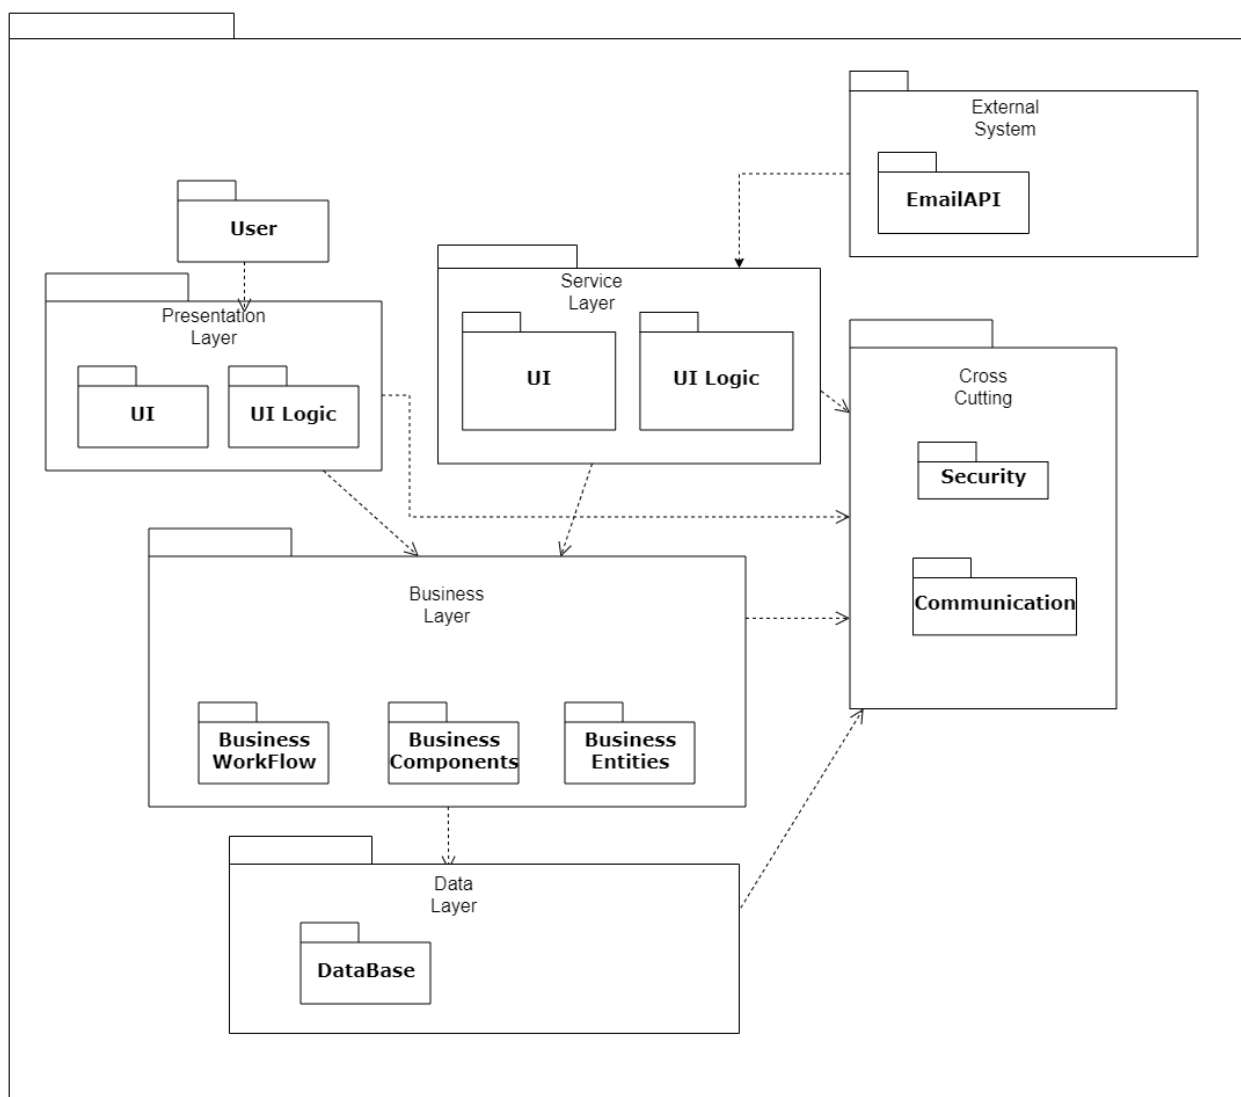 External
System
EmailAPI
User
Service
Layer
Presentation
Layer
UI
UI Logic
UI
UI Logic
Cross
Cutting
Security
Communication
Business
Layer
Business
WorkFlow
Business
Components
Business
Entities
Data
Layer
DataBase